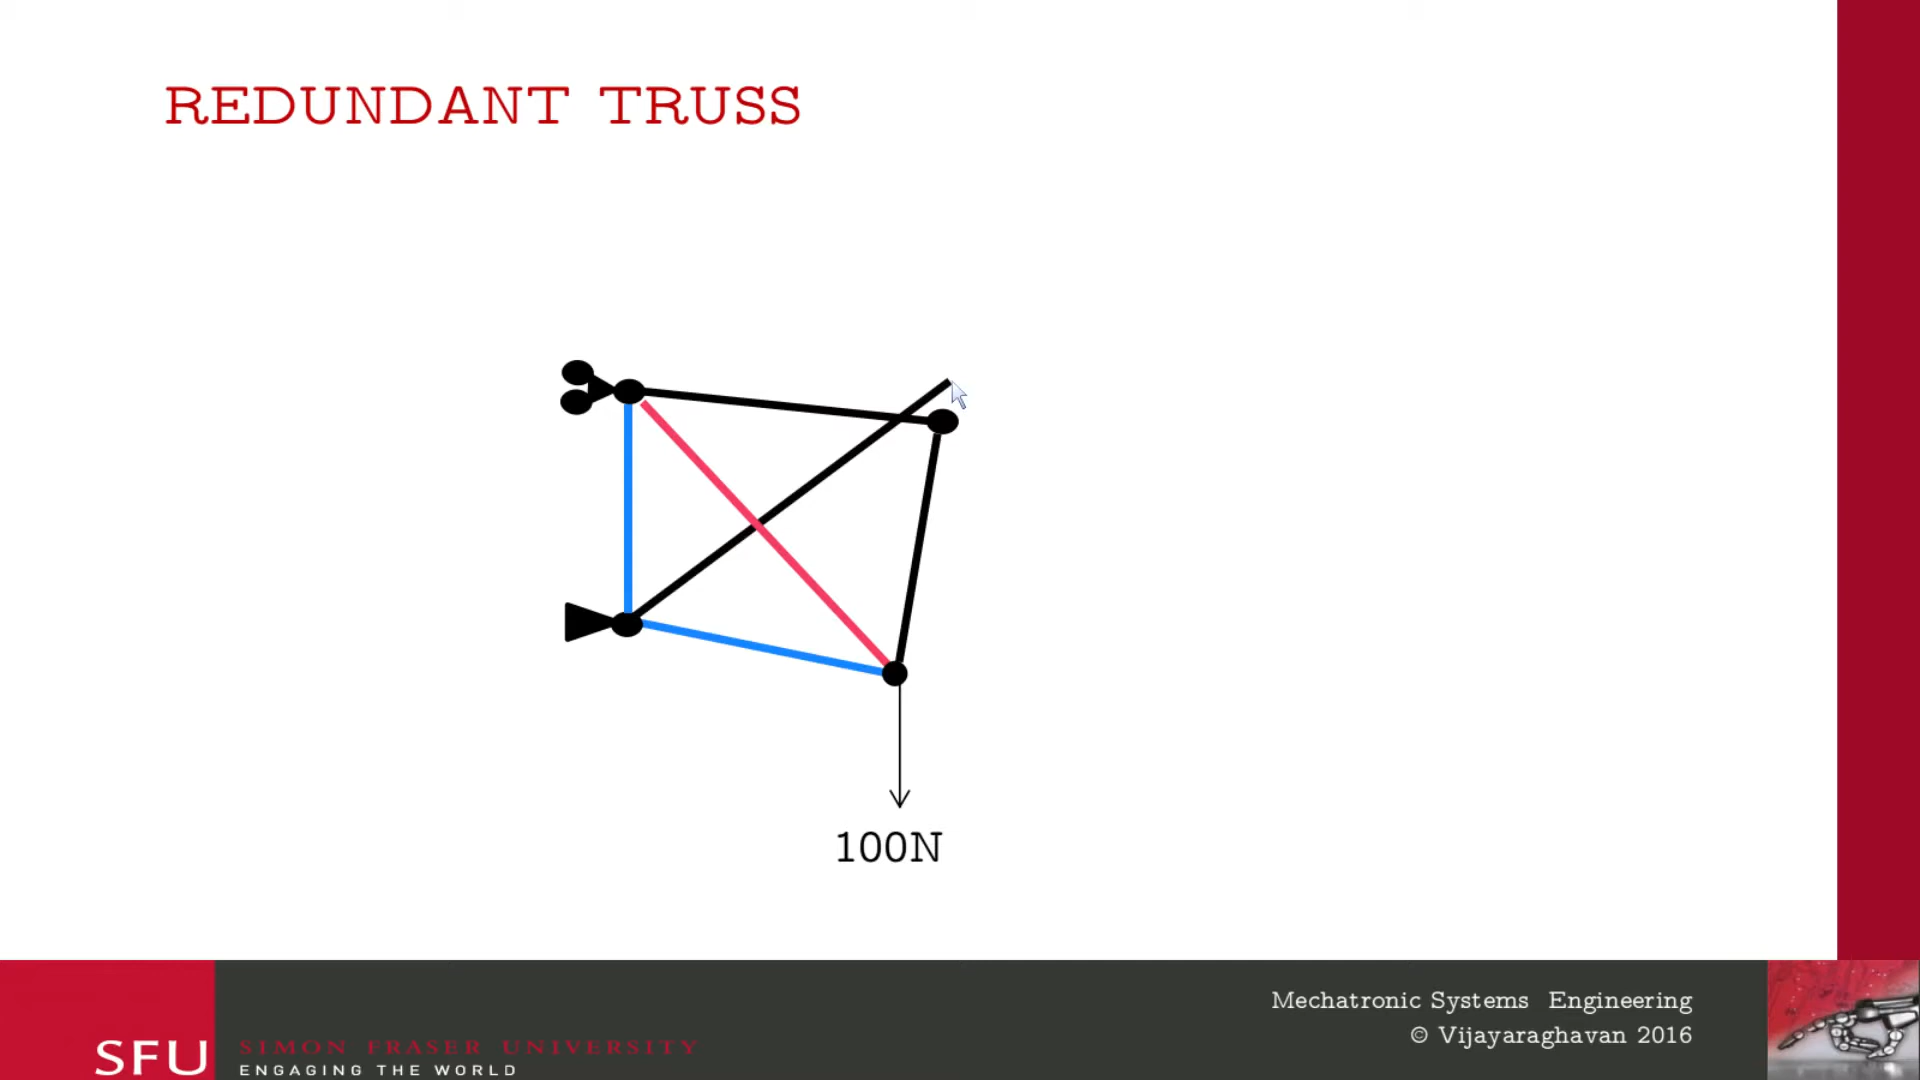 REDUNDANT TRUSS
100N
Mechatronic Systems Engineering
© Vijayaraghavan 2016
SFU
SIMON FRASER UNIVERSITY
ENGAGING THE WORLD